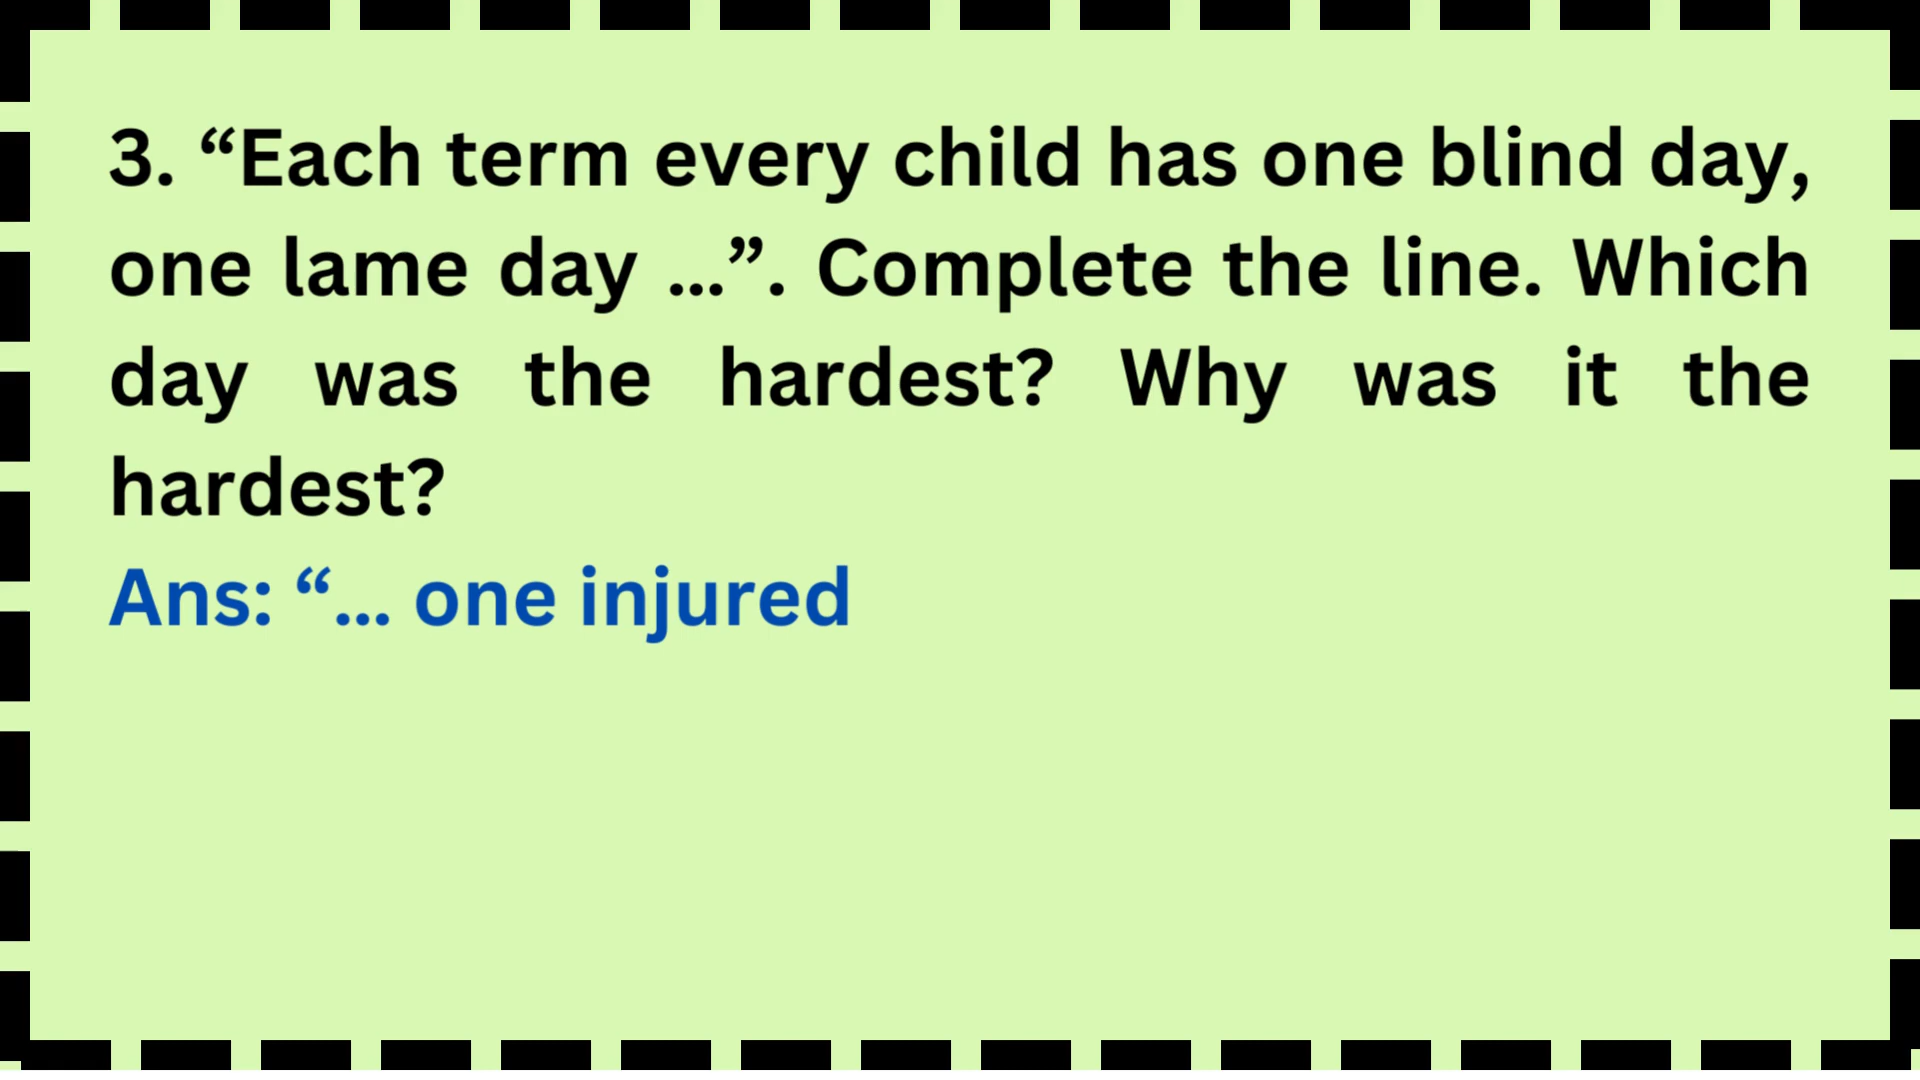 3. “Each term every child has one blind day,
one lame day ...”. Complete the line. Which
day was the hardest? Why was it the
hardest?
Ans: “... one injured